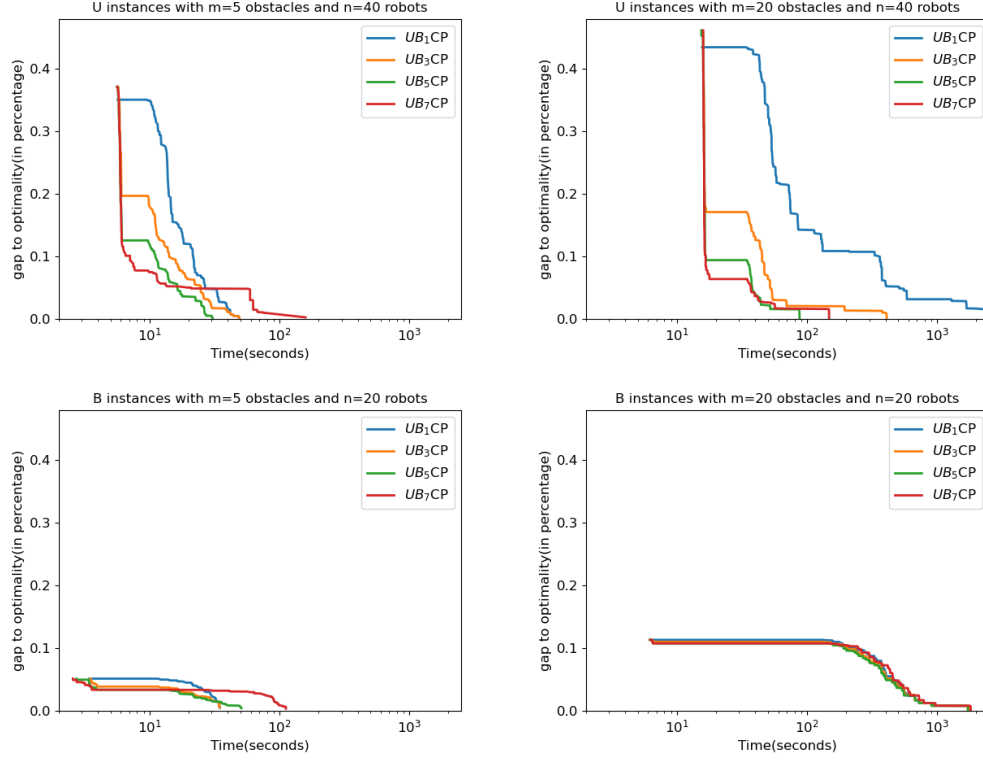 U instances with m=5 obstacles and n=40 robots
gap to optimality(in percentage)
0.4
0.3
0.2
0.1
0.0
UB₁CP
UB₃CP
UB₅CP
UB₇CP
10¹
10²
10³
Time(seconds)
U instances with m=20 obstacles and n=40 robots
gap to optimality(in percentage)
0.4
0.3
0.2
0.1
0.0
UB₁CP
UB₃CP
UB₅CP
UB₇CP
10¹
10²
10³
Time(seconds)
B instances with m=5 obstacles and n=20 robots
gap to optimality(in percentage)
0.4
0.3
0.2
0.1
0.0
UB₁CP
UB₃CP
UB₅CP
UB₇CP
10¹
10²
10³
Time(seconds)
B instances with m=20 obstacles and n=20 robots
gap to optimality(in percentage)
0.4
0.3
0.2
0.1
0.0
UB₁CP
UB₃CP
UB₅CP
UB₇CP
10¹
10²
10³
Time(seconds)